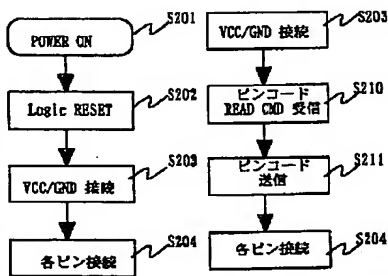 POWER ON
S201
Logic RESET
S202
VCC/GND 接続
S203
各ピン接続
S204
VCC/GND 接続
S203
ピンコード
READ CMD 受信
S210
ピンコード
送信
S211
各ピン接続
S204